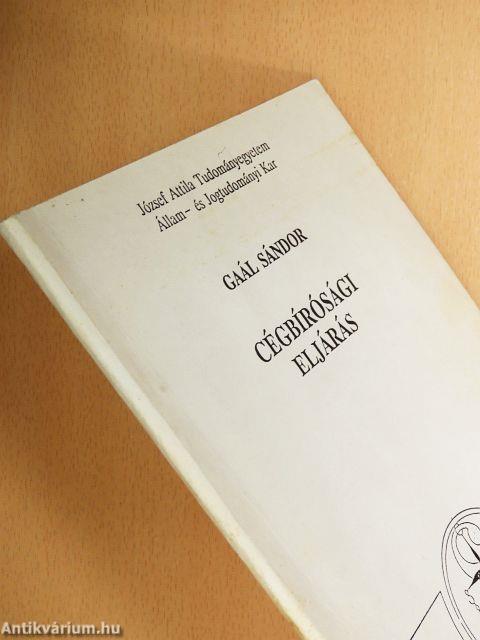 József Attila Tudományegyetem
Állam- és Jogtudományi Kar
GAÁL SÁNDOR
CÉGBÍRÓSÁGI
ELJÁRÁS
Antikvárium.hu